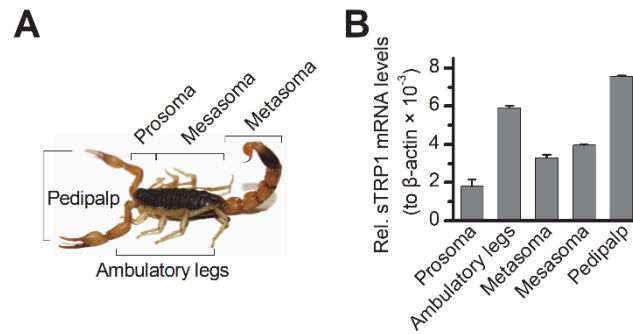 A
Prosoma
Mesasoma
Metasoma
Pedipalp
Ambulatory legs
B
Rel. sTRP1 mRNA levels
(to β-actin × 10⁻³)
8
6
4
2
0
Prosoma
Ambulatory legs
Metasoma
Mesasoma
Pedipalp